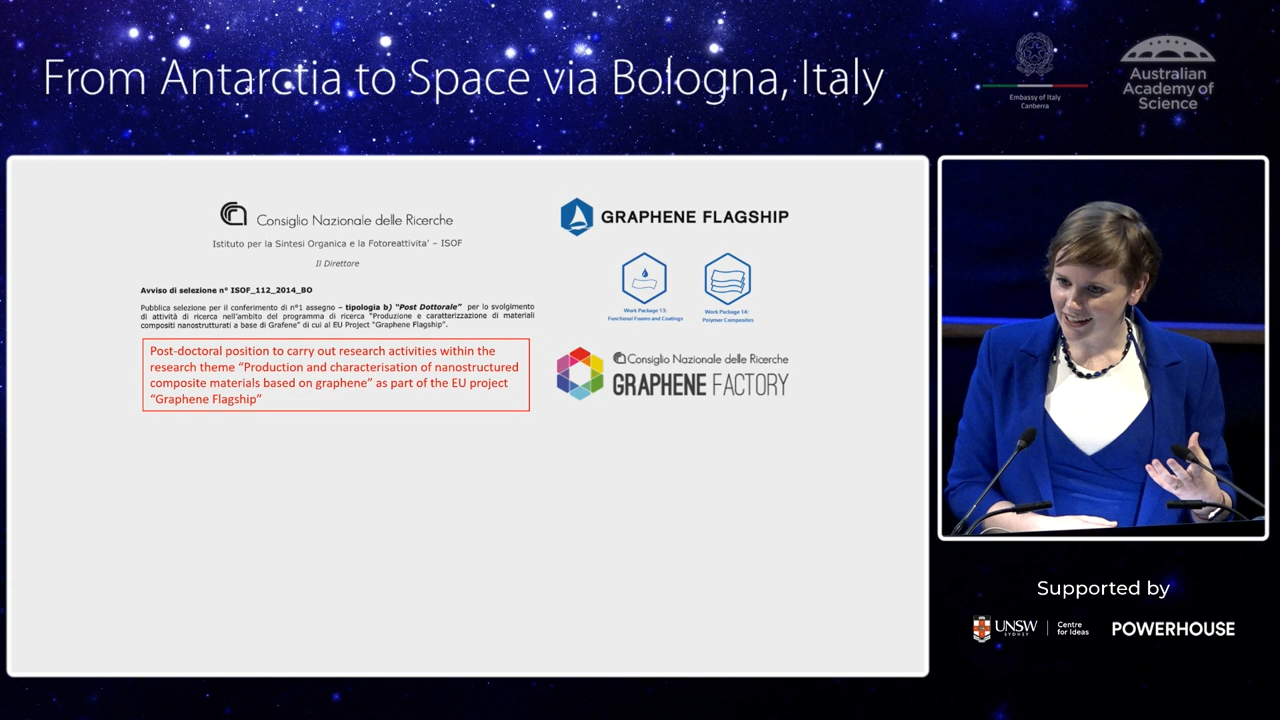 From Antarctia to Space via Bologna, Italy
Embassy of Italy
Canberra
Australian
Academy of
Science
Consiglio Nazionale delle Ricerche
Istituto per la Sintesi Organica e la Fotoreattivita' – ISOF
Il Direttore
Avviso di selezione n° ISOF_112_2014_BO
Pubblica selezione per il conferimento di n°1 assegno – tipologia b) "Post Dottorale" per lo svolgimento
di attività di ricerca nell'ambito del programma di ricerca "Produzione e caratterizzazione di materiali
compositi nanostrutturati a base di Grafene" di cui al EU Project "Graphene Flagship".
Post-doctoral position to carry out research activities within the
research theme “Production and characterisation of nanostructured
composite materials based on graphene” as part of the EU project
“Graphene Flagship”
GRAPHENE FLAGSHIP
Work Package 13:
Functional Foams and Coatings
Work Package 14:
Polymer Composites
Consiglio Nazionale delle Ricerche
GRAPHENE FACTORY
Supported by
UNSW
SYDNEY
Centre
for Ideas
POWERHOUSE